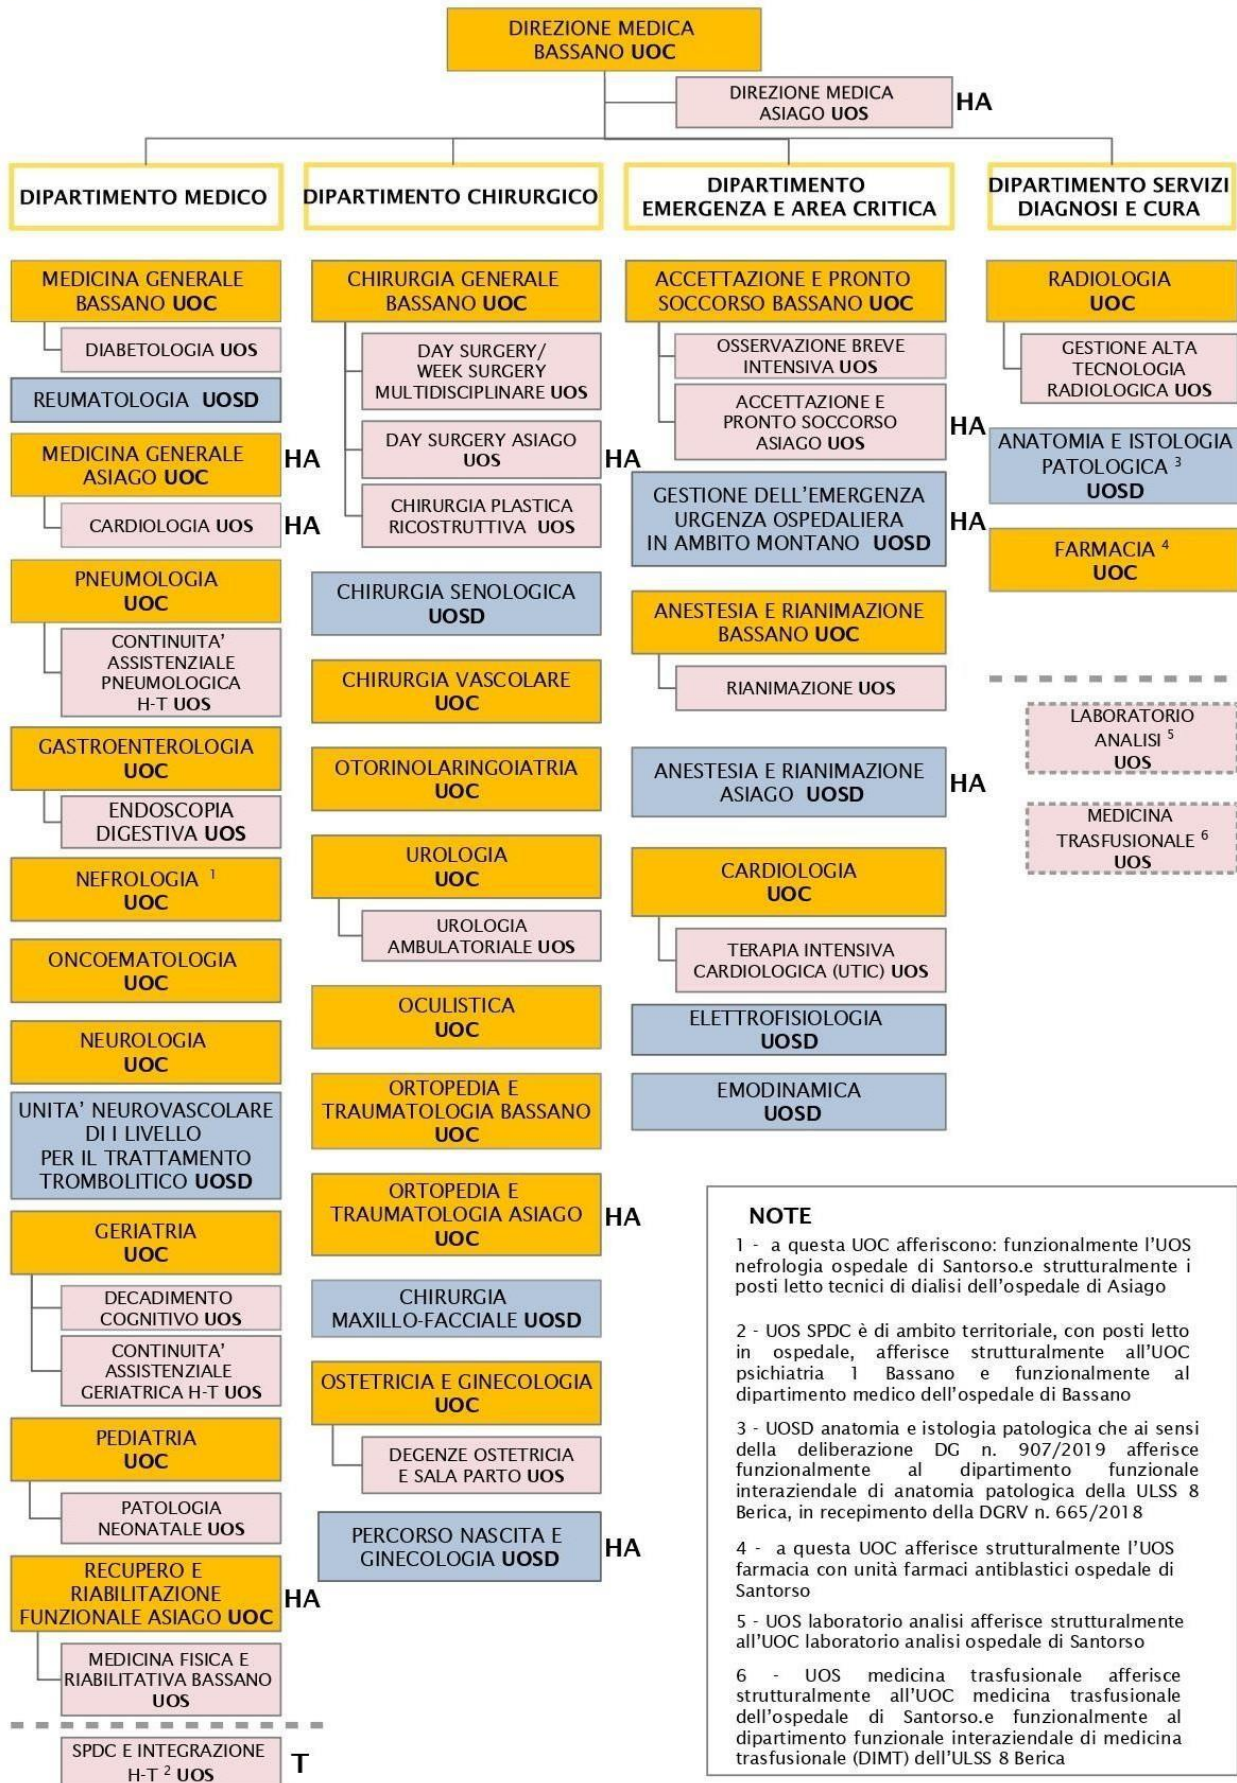 DIREZIONE MEDICA
BASSANO UOC
DIREZIONE MEDICA
ASIAGO UOS
HA
DIPARTIMENTO MEDICO
MEDICINA GENERALE
BASSANO UOC
DIABETOLOGIA UOS
REUMATOLOGIA UOSD
MEDICINA GENERALE
ASIAGO UOC
HA
CARDIOLOGIA UOS
HA
PNEUMOLOGIA
UOC
CONTINUITA’
ASSISTENZIALE
PNEUMOLOGICA
H-T UOS
GASTROENTEROLOGIA
UOC
ENDOSCOPIA
DIGESTIVA UOS
NEFROLOGIA 1
UOC
ONCOEMATOLOGIA
UOC
NEUROLOGIA
UOC
UNITA’ NEUROVASCOLARE
DI I LIVELLO
PER IL TRATTAMENTO
TROMBOLITICO UOSD
GERIATRIA
UOC
DECADIMENTO
COGNITIVO UOS
CONTINUITA’
ASSISTENZIALE
GERIATRICA H-T UOS
PEDIATRIA
UOC
PATOLOGIA
NEONATALE UOS
RECUPERO E
RIABILITAZIONE
FUNZIONALE ASIAGO UOC
HA
MEDICINA FISICA E
RIABILITATIVA BASSANO
UOS
SPDC E INTEGRAZIONE
H-T 2 UOS
T
DIPARTIMENTO CHIRURGICO
CHIRURGIA GENERALE
BASSANO UOC
DAY SURGERY/
WEEK SURGERY
MULTIDISCIPLINARE UOS
DAY SURGERY ASIAGO
UOS
HA
CHIRURGIA PLASTICA
RICOSTRUTTIVA UOS
CHIRURGIA SENOLOGICA
UOSD
CHIRURGIA VASCOLARE
UOC
OTORINOLARINGOIATRIA
UOC
UROLOGIA
UOC
UROLOGIA
AMBULATORIALE UOS
OCULISTICA
UOC
ORTOPEDIA E
TRAUMATOLOGIA BASSANO
UOC
ORTOPEDIA E
TRAUMATOLOGIA ASIAGO
UOC
HA
CHIRURGIA
MAXILLO-FACCIALE UOSD
OSTETRICIA E GINECOLOGIA
UOC
DEGENZE OSTETRICIA
E SALA PARTO UOS
PERCORSO NASCITA E
GINECOLOGIA UOSD
HA
DIPARTIMENTO
EMERGENZA E AREA CRITICA
ACCETTAZIONE E PRONTO
SOCCORSO BASSANO UOC
OSSERVAZIONE BREVE
INTENSIVA UOS
ACCETTAZIONE E
PRONTO SOCCORSO
ASIAGO UOS
HA
GESTIONE DELL’EMERGENZA
URGENZA OSPEDALIERA
IN AMBITO MONTANO UOSD
HA
ANESTESIA E RIANIMAZIONE
BASSANO UOC
RIANIMAZIONE UOS
ANESTESIA E RIANIMAZIONE
ASIAGO UOSD
HA
CARDIOLOGIA
UOC
TERAPIA INTENSIVA
CARDIOLOGICA (UTIC) UOS
ELETTROFISIOLOGIA
UOSD
EMODINAMICA
UOSD
DIPARTIMENTO SERVIZI
DIAGNOSI E CURA
RADIOLOGIA
UOC
GESTIONE ALTA
TECNOLOGIA
RADIOLOGICA UOS
ANATOMIA E ISTOLOGIA
PATOLOGICA 3
UOSD
FARMACIA 4
UOC
LABORATORIO
ANALISI 5
UOS
MEDICINA
TRASFUSIONALE 6
UOS
NOTE
1 - a questa UOC afferiscono: funzionalmente l’UOS
nefrologia ospedale di Santorso.e strutturalmente i
posti letto tecnici di dialisi dell’ospedale di Asiago
2 - UOS SPDC è di ambito territoriale, con posti letto
in ospedale, afferisce strutturalmente all’UOC
psichiatria 1 Bassano e funzionalmente al
dipartimento medico dell’ospedale di Bassano
3 - UOSD anatomia e istologia patologica che ai sensi
della deliberazione DG n. 907/2019 afferisce
funzionalmente al dipartimento funzionale
interaziendale di anatomia patologica della ULSS 8
Berica, in recepimento della DGRV n. 665/2018
4 - a questa UOC afferisce strutturalmente l’UOS
farmacia con unità farmaci antiblastici ospedale di
Santorso
5 - UOS laboratorio analisi afferisce strutturalmente
all’UOC laboratorio analisi ospedale di Santorso
6 - UOS medicina trasfusionale afferisce
strutturalmente all’UOC medicina trasfusionale
dell’ospedale di Santorso.e funzionalmente al
dipartimento funzionale interaziendale di medicina
trasfusionale (DIMT) dell’ULSS 8 Berica